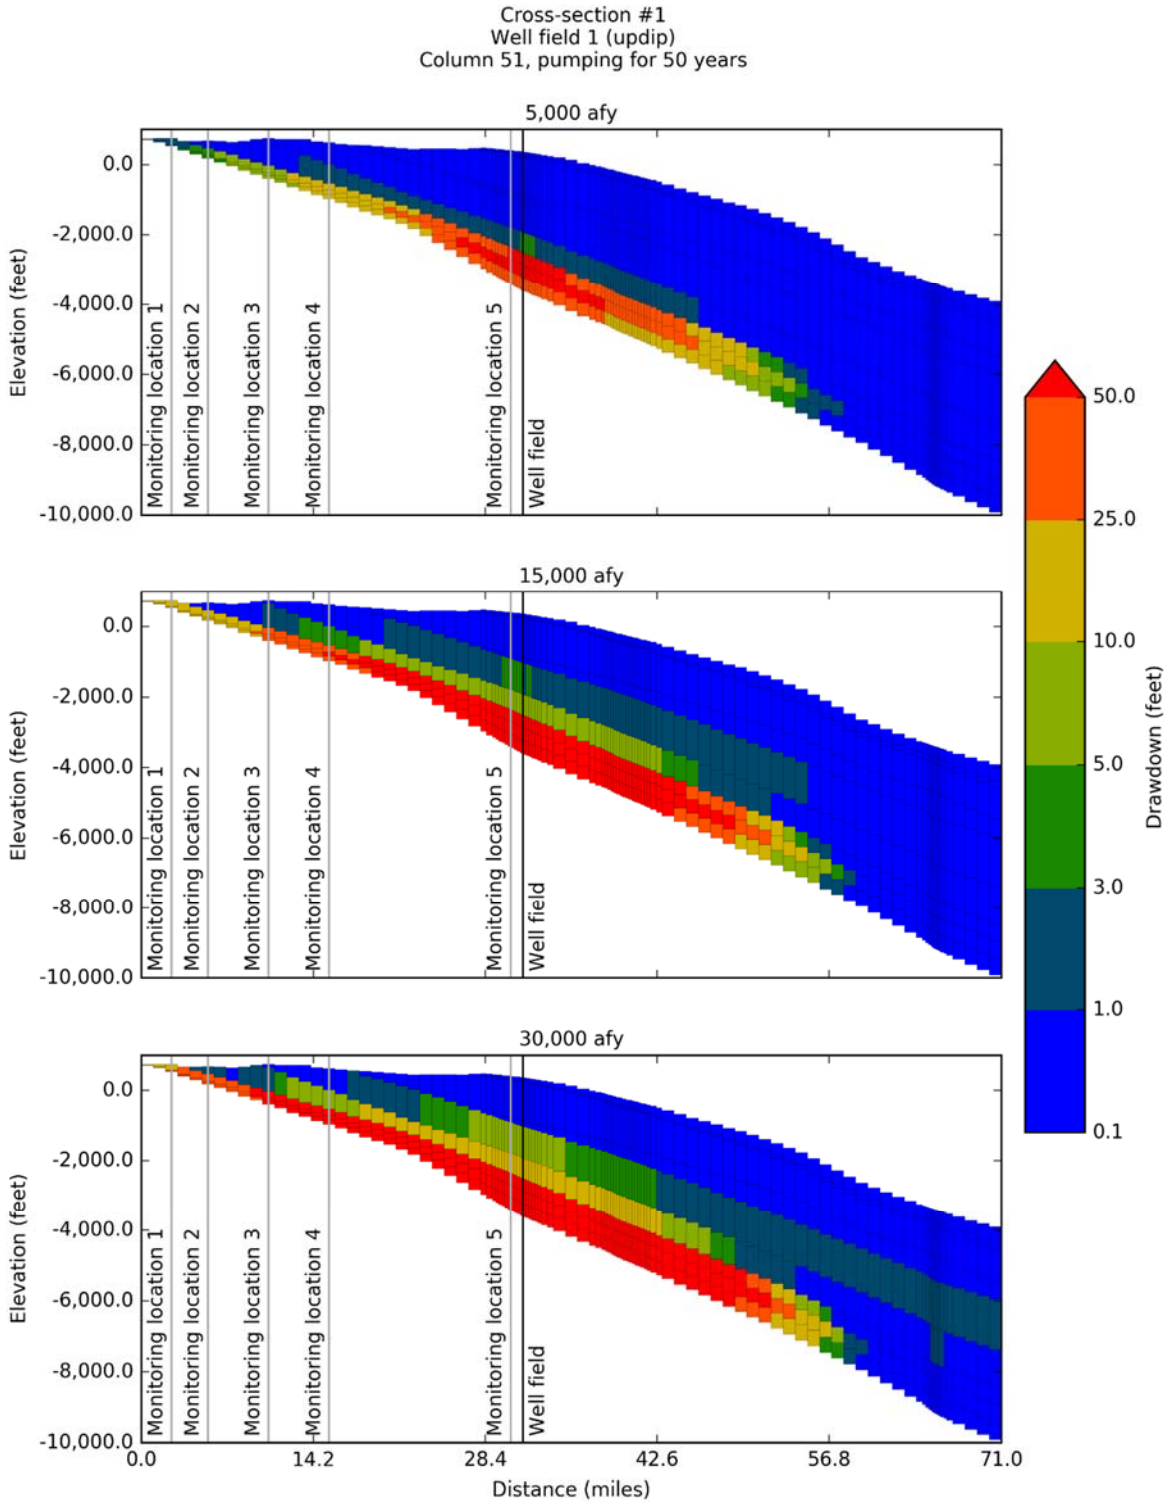 Cross-section #1
Well field 1 (updip)
Column 51, pumping for 50 years
5,000 afy
0.0
-2,000.0
-4,000.0
-6,000.0
-8,000.0
-10,000.0
Elevation (feet)
Monitoring location 1
Monitoring location 2
Monitoring location 3
Monitoring location 4
Monitoring location 5
Well field
15,000 afy
0.0
-2,000.0
-4,000.0
-6,000.0
-8,000.0
-10,000.0
Elevation (feet)
Monitoring location 1
Monitoring location 2
Monitoring location 3
Monitoring location 4
Monitoring location 5
Well field
30,000 afy
0.0
-2,000.0
-4,000.0
-6,000.0
-8,000.0
-10,000.0
Elevation (feet)
Monitoring location 1
Monitoring location 2
Monitoring location 3
Monitoring location 4
Monitoring location 5
Well field
0.0
14.2
28.4
42.6
56.8
71.0
Distance (miles)
50.0
25.0
10.0
5.0
3.0
1.0
0.1
Drawdown (feet)